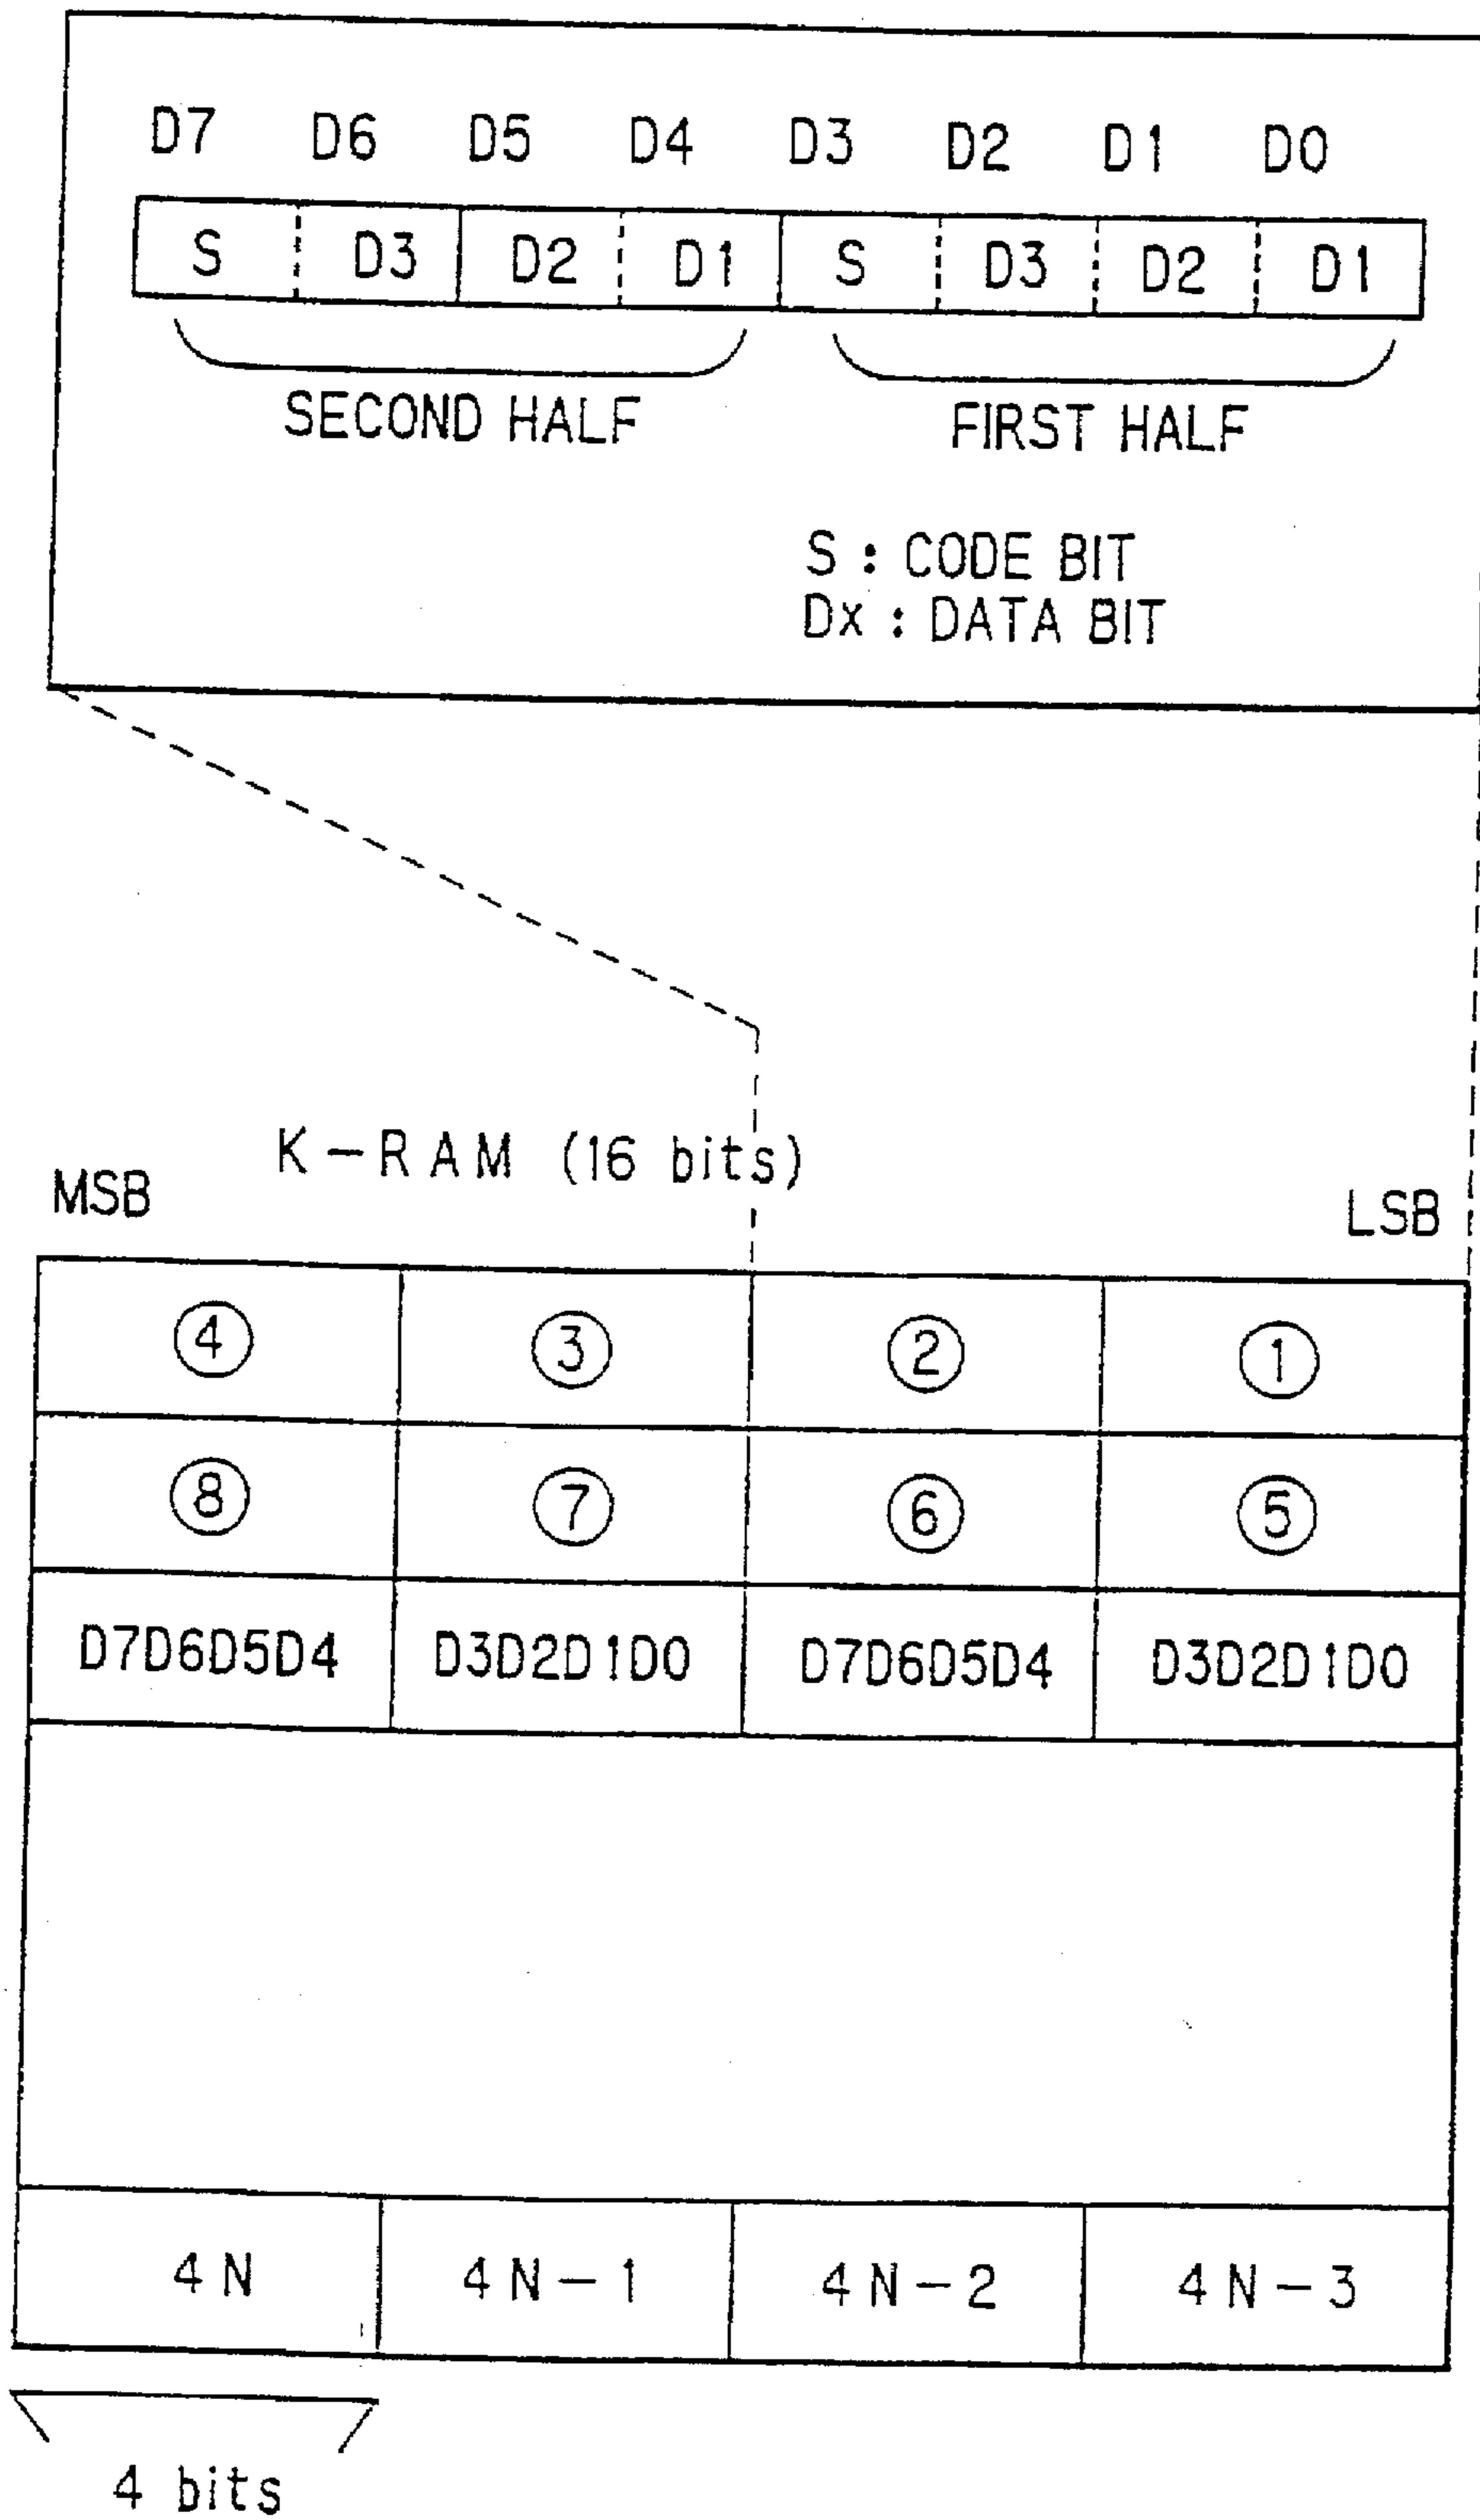 D7 D6 D5 D4 D3 D2 D1 D0
S D3 D2 D1 S D3 D2 D1
SECOND HALF FIRST HALF
S : CODE BIT
Dx : DATA BIT
K-RAM (16 bits)
MSB LSB
④ ③ ② ①
⑧ ⑦ ⑥ ⑤
D7D6D5D4 D3D2D1D0 D7D6D5D4 D3D2D1D0
4N 4N-1 4N-2 4N-3
4 bits